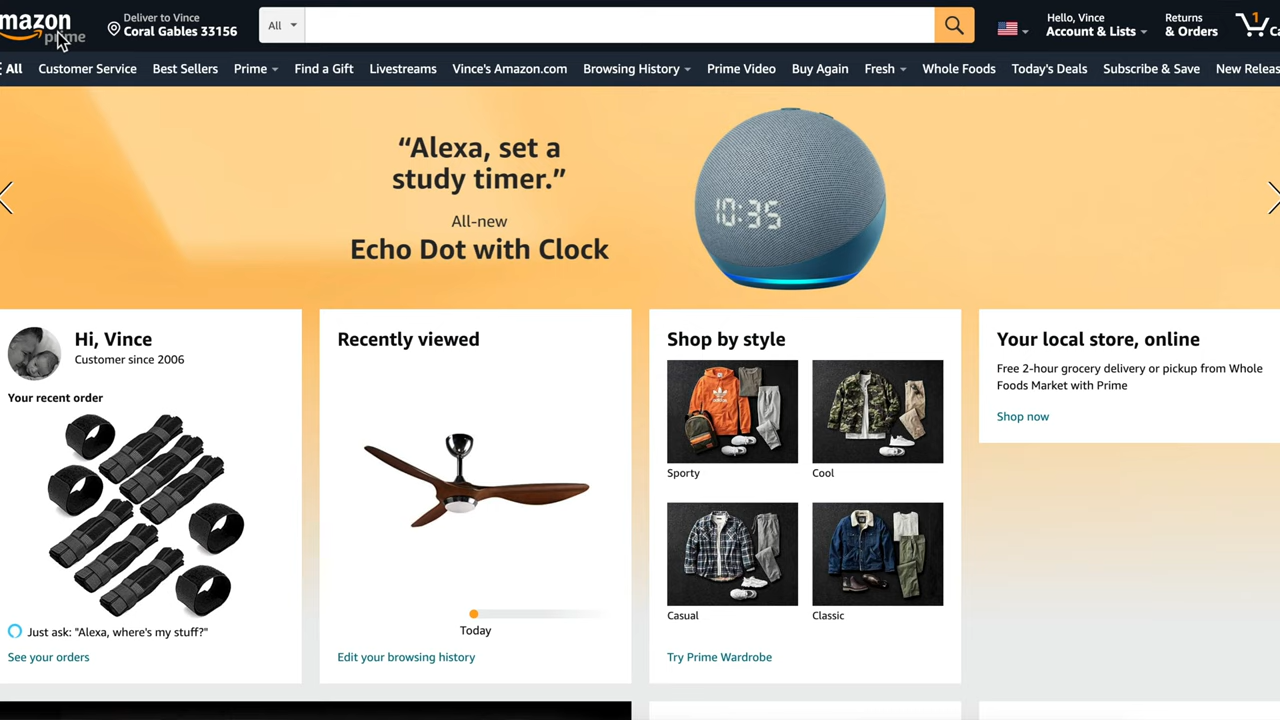 mazon
prime
Deliver to Vince
Coral Gables 33156
All
Hello, Vince
Account & Lists
Returns
& Orders
1
Ca
All
Customer Service
Best Sellers
Prime
Find a Gift
Livestreams
Vince's Amazon.com
Browsing History
Prime Video
Buy Again
Fresh
Whole Foods
Today's Deals
Subscribe & Save
New Releas
“Alexa, set a
study timer.”
All-new
Echo Dot with Clock
10:35
Hi, Vince
Customer since 2006
Your recent order
Just ask: "Alexa, where's my stuff?"
See your orders
Recently viewed
Today
Edit your browsing history
Shop by style
Sporty
Cool
Casual
Classic
Try Prime Wardrobe
Your local store, online
Free 2-hour grocery delivery or pickup from Whole
Foods Market with Prime
Shop now